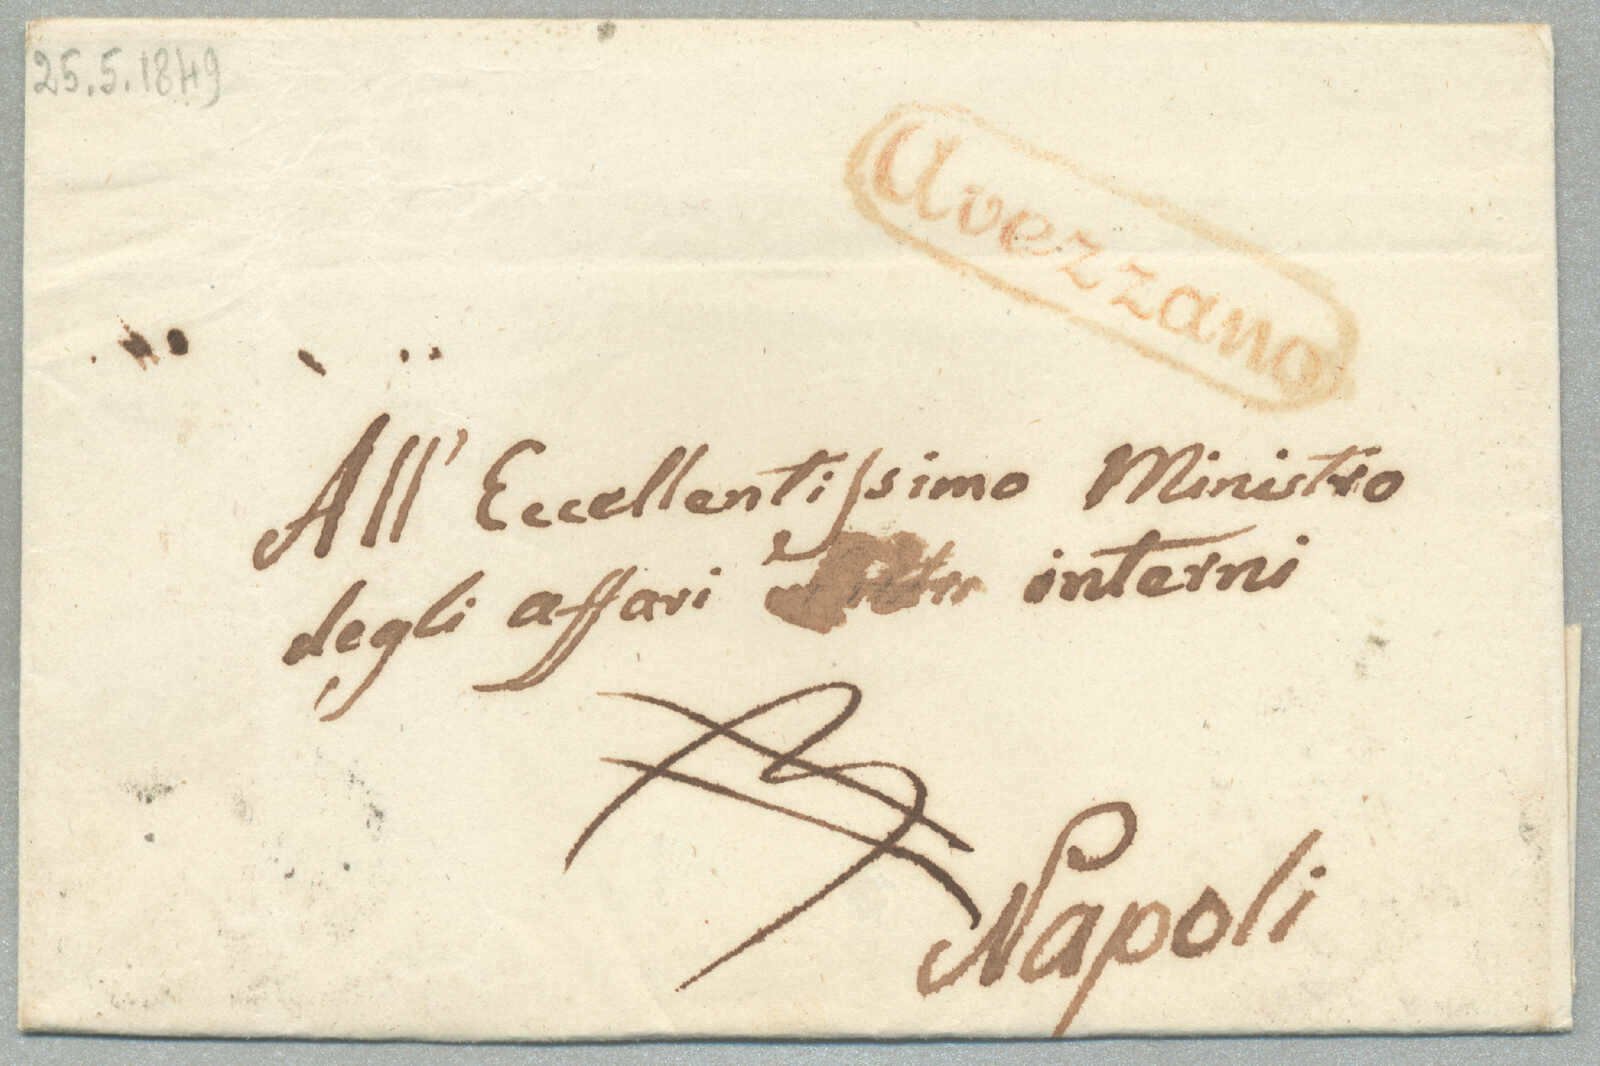 25.5.1849
Avezzano
All' Eccellentissimo Ministro
degli affari interni
Napoli